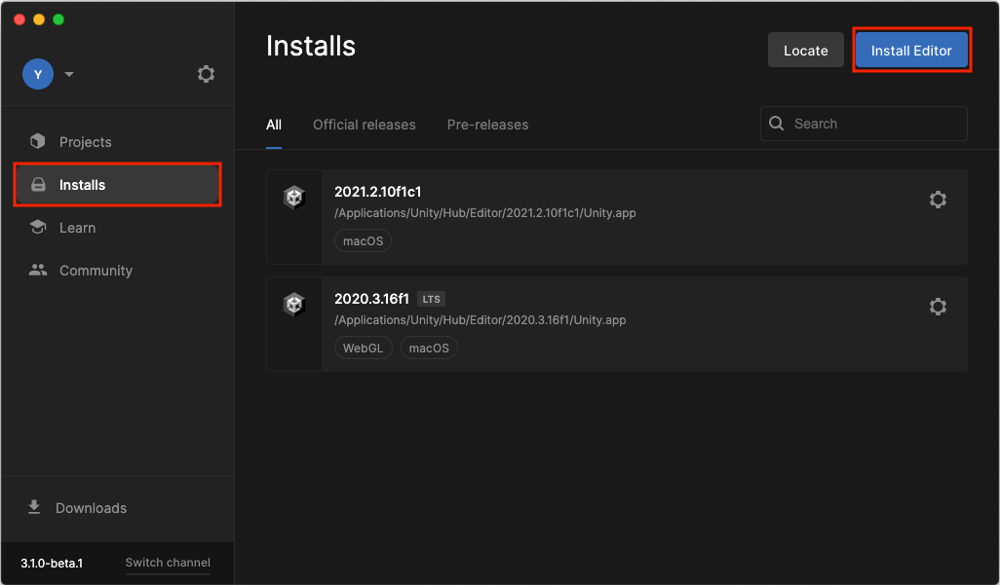 Y
Projects
Installs
Learn
Community
Downloads
3.1.0-beta.1 Switch channel
Installs
Locate Install Editor
All Official releases Pre-releases Search
2021.2.10f1c1
/Applications/Unity/Hub/Editor/2021.2.10f1c1/Unity.app
macOS
2020.3.16f1 LTS
/Applications/Unity/Hub/Editor/2020.3.16f1/Unity.app
WebGL macOS